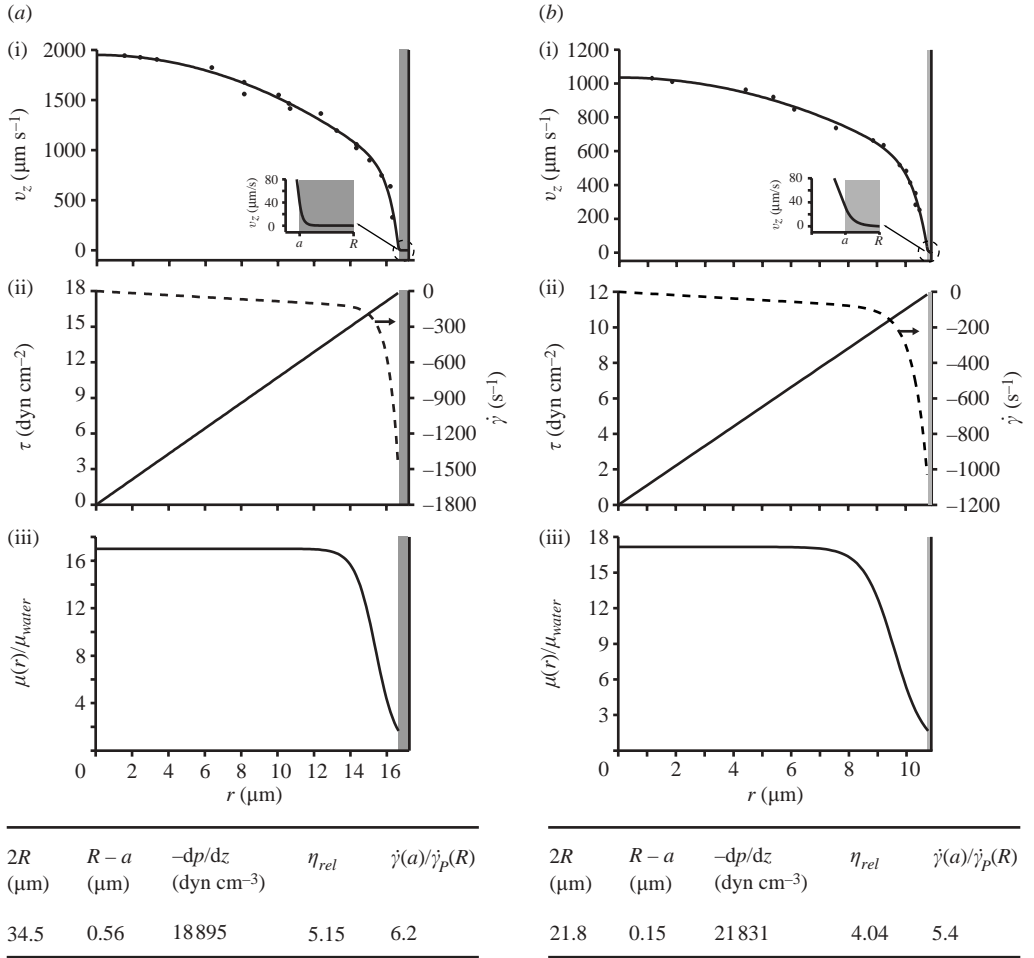 (a)
(i)
2000
1500
1000
500
0
v_z (μm s⁻¹)
80
40
0
v_z (μm/s)
a
R
(ii)
18
15
12
9
6
3
0
τ (dyn cm⁻²)
0
–300
–600
–900
–1200
–1500
–1800
γ̇ (s⁻¹)
(iii)
16
12
8
4
μ(r)/μ_water
0 2 4 6 8 10 12 14 16
r (μm)
2R R – a –dp/dz η_rel γ̇(a)/γ̇_P(R)
(μm) (μm) (dyn cm⁻³)
34.5 0.56 18 895 5.15 6.2
(b)
(i)
1200
1000
800
600
400
200
0
v_z (μm s⁻¹)
80
40
0
v_z (μm/s)
a
R
(ii)
12
10
8
6
4
2
0
τ (dyn cm⁻²)
0
–200
–400
–600
–800
–1000
–1200
γ̇ (s⁻¹)
(iii)
18
15
12
9
6
3
μ(r)/μ_water
0 2 4 6 8 10
r (μm)
2R R – a –dp/dz η_rel γ̇(a)/γ̇_P(R)
(μm) (μm) (dyn cm⁻³)
21.8 0.15 21 831 4.04 5.4